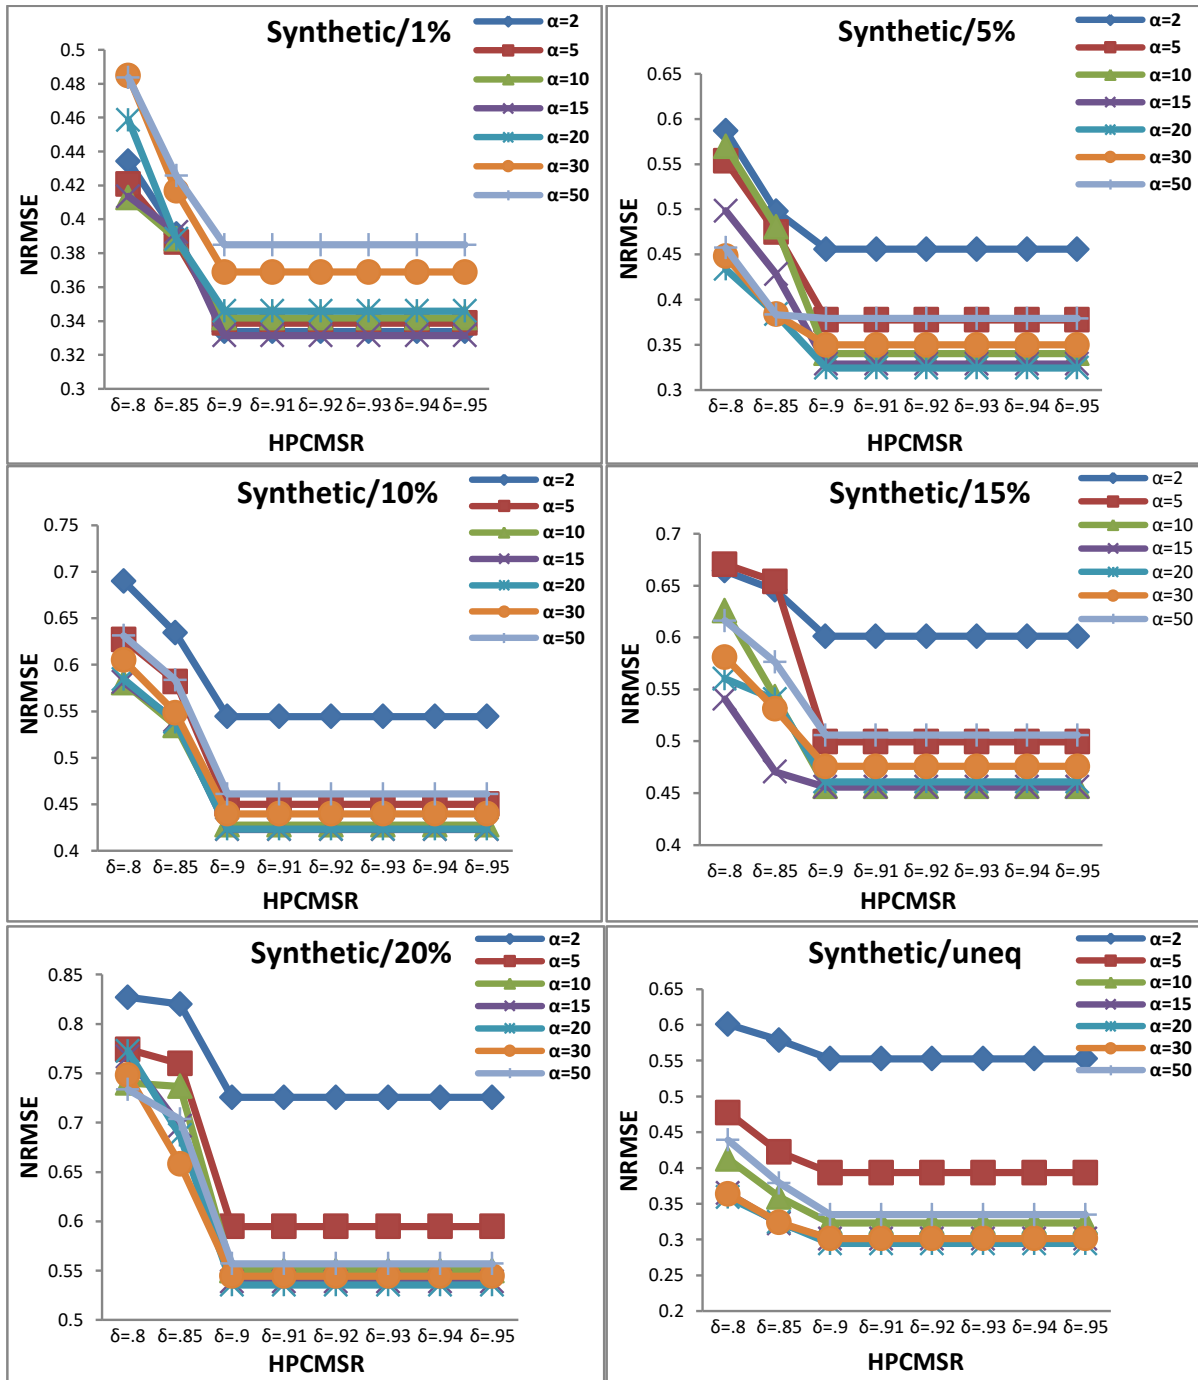 Synthetic/1%
α=2
α=5
α=10
α=15
α=20
α=30
α=50
NRMSE
0.5
0.48
0.46
0.44
0.42
0.4
0.38
0.36
0.34
0.32
0.3
δ=.8 δ=.85 δ=.9 δ=.91 δ=.92 δ=.93 δ=.94 δ=.95
HPCMSR
Synthetic/5%
α=2
α=5
α=10
α=15
α=20
α=30
α=50
NRMSE
0.65
0.6
0.55
0.5
0.45
0.4
0.35
0.3
δ=.8 δ=.85 δ=.9 δ=.91 δ=.92 δ=.93 δ=.94 δ=.95
HPCMSR
Synthetic/10%
α=2
α=5
α=10
α=15
α=20
α=30
α=50
NRMSE
0.75
0.7
0.65
0.6
0.55
0.5
0.45
0.4
δ=.8 δ=.85 δ=.9 δ=.91 δ=.92 δ=.93 δ=.94 δ=.95
HPCMSR
Synthetic/15%
α=2
α=5
α=10
α=15
α=20
α=30
α=50
NRMSE
0.7
0.65
0.6
0.55
0.5
0.45
0.4
δ=.8 δ=.85 δ=.9 δ=.91 δ=.92 δ=.93 δ=.94 δ=.95
HPCMSR
Synthetic/20%
α=2
α=5
α=10
α=15
α=20
α=30
α=50
NRMSE
0.85
0.8
0.75
0.7
0.65
0.6
0.55
0.5
δ=.8 δ=.85 δ=.9 δ=.91 δ=.92 δ=.93 δ=.94 δ=.95
HPCMSR
Synthetic/uneq
α=2
α=5
α=10
α=15
α=20
α=30
α=50
NRMSE
0.65
0.6
0.55
0.5
0.45
0.4
0.35
0.3
0.25
0.2
δ=.8 δ=.85 δ=.9 δ=.91 δ=.92 δ=.93 δ=.94 δ=.95
HPCMSR